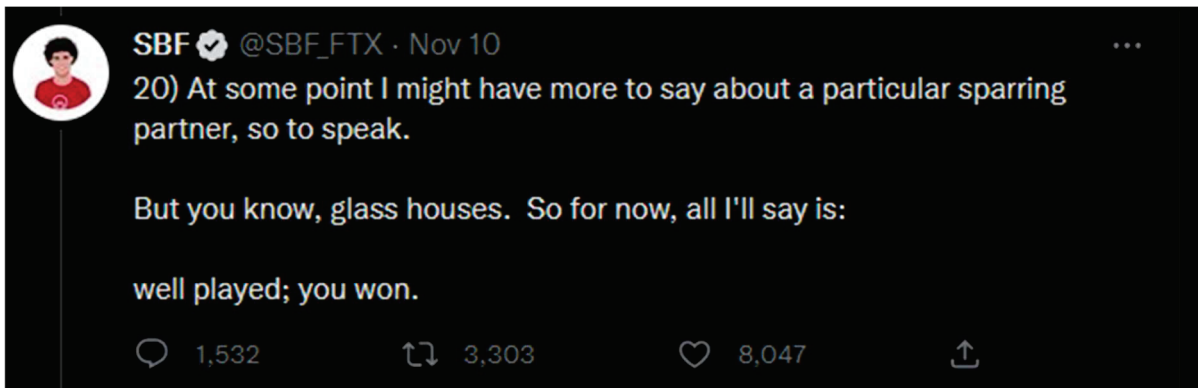 SBF @SBF_FTX · Nov 10
20) At some point I might have more to say about a particular sparring
partner, so to speak.
But you know, glass houses.  So for now, all I'll say is:
well played; you won.
1,532 3,303 8,047